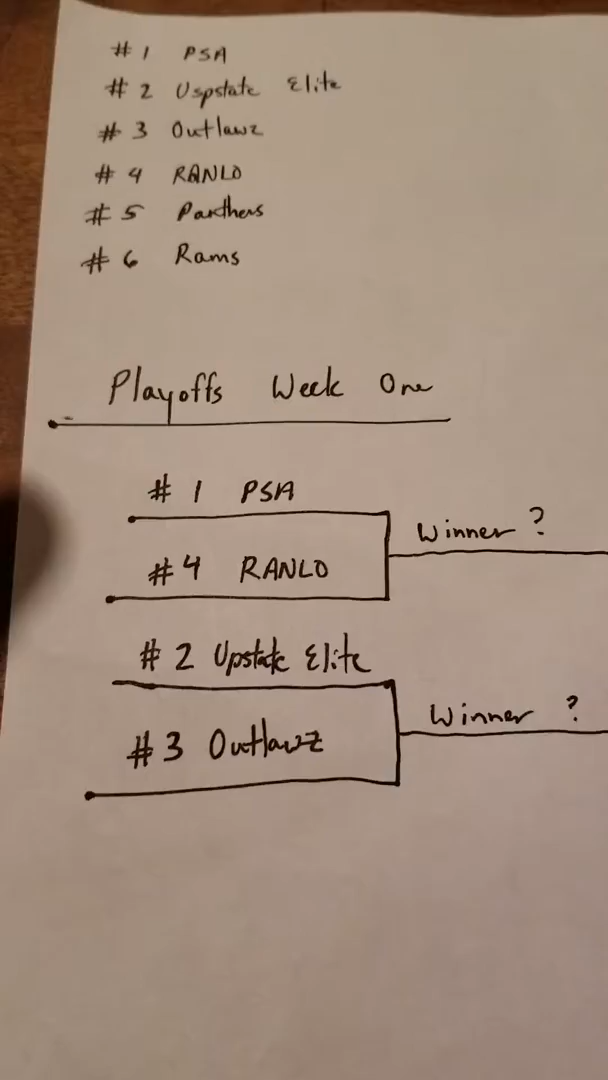 # 1 PSA
# 2 Uspstate Elite
# 3 Outlawz
# 4 RANLO
# 5 Panthers
# 6 Rams
Playoffs Week One
# 1 PSA
Winner ?
# 4 RANLO
# 2 Upstate Elite
Winner ?
# 3 Outlawz